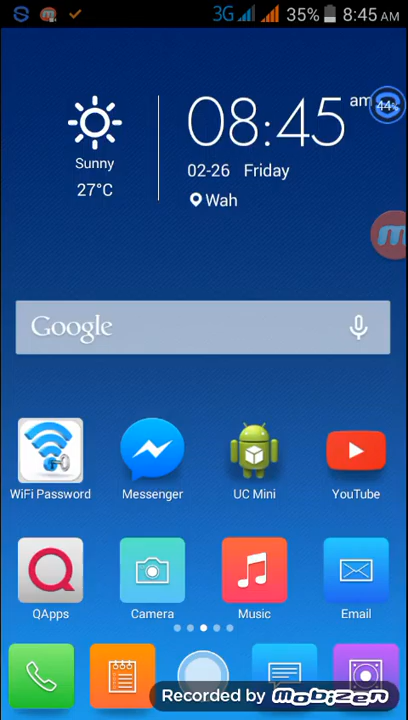 3G 35% 8:45 AM
08:45 am
44%
Sunny
27°C
02-26 Friday
Wah
Google
WiFi Password Messenger UC Mini YouTube
QApps Camera Music Email
Recorded by mobizen